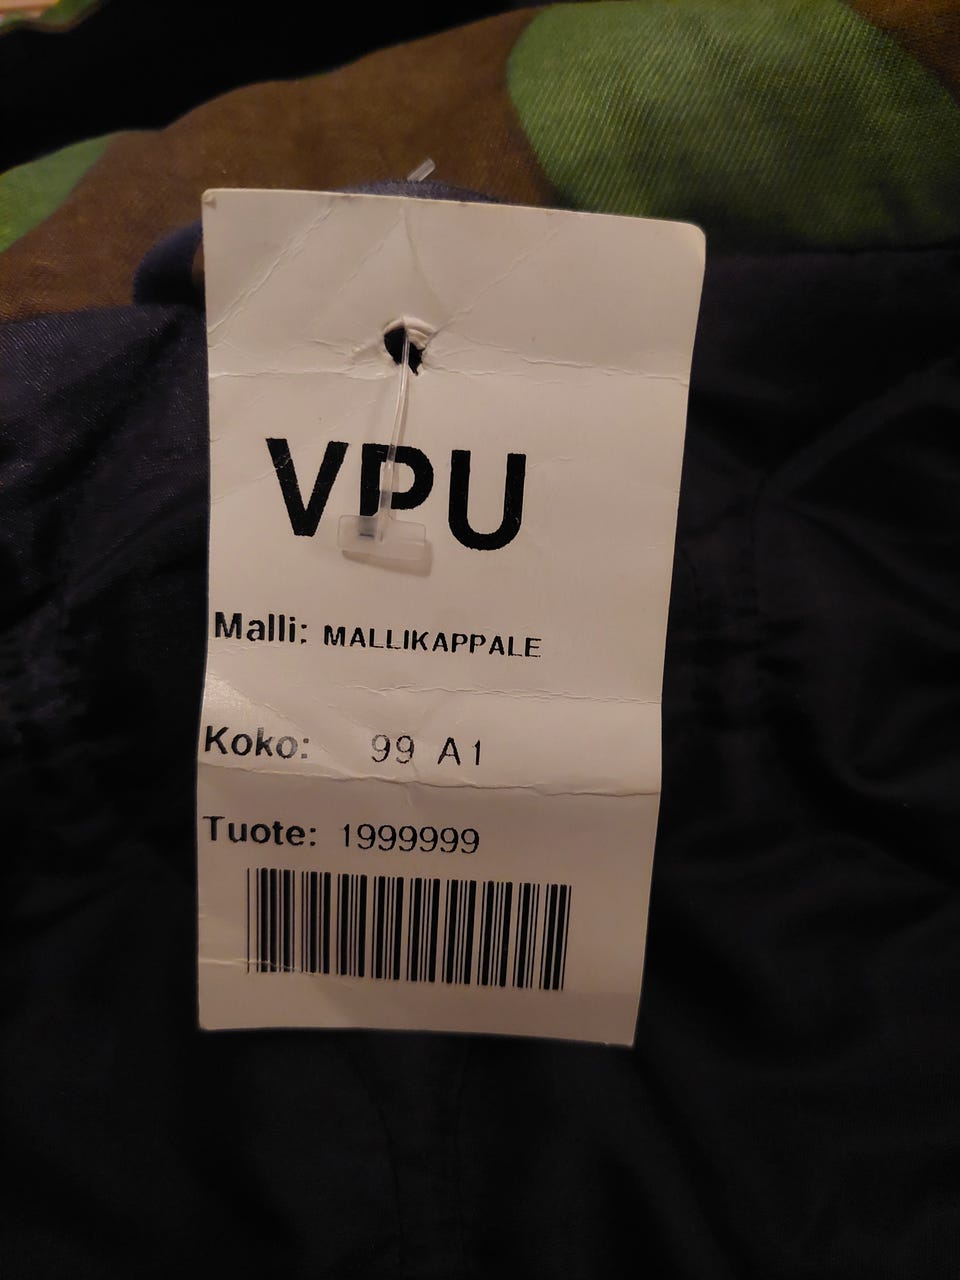 VPU
Malli: MALLIKAPPALE
Koko: 99 A1
Tuote: 1999999